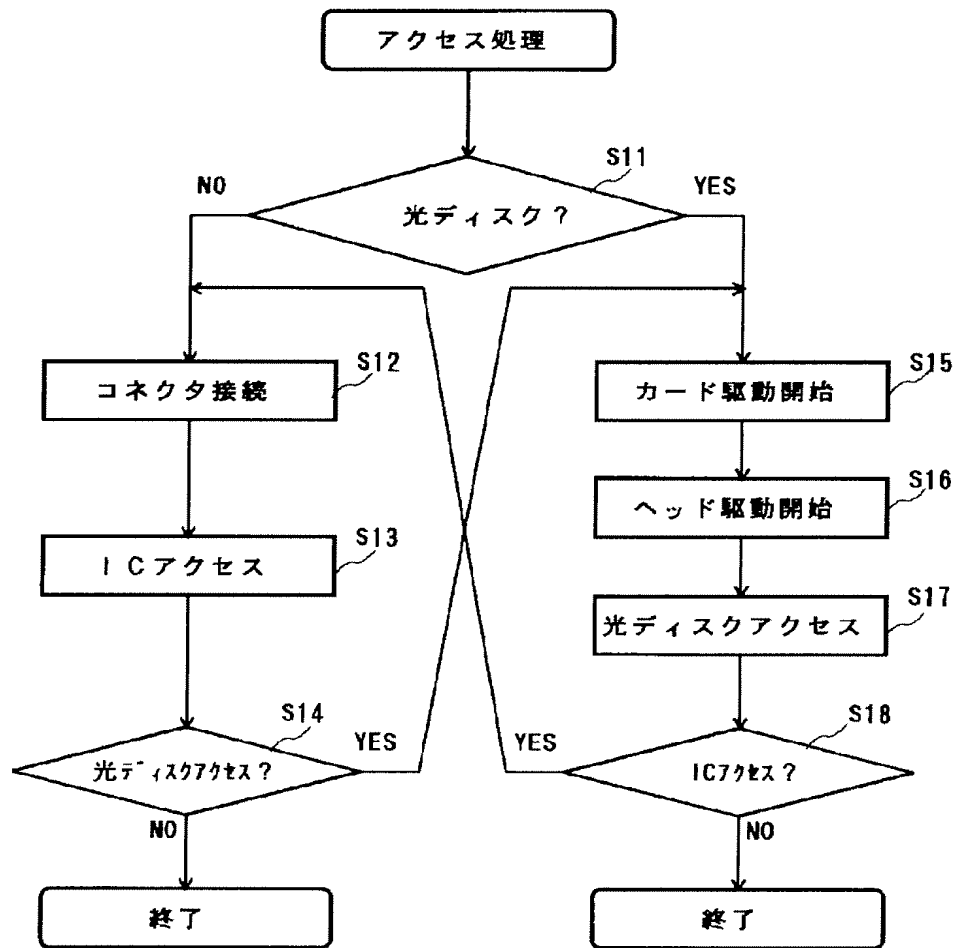 アクセス処理
S11
NO
YES
光ディスク？
S12
コネクタ接続
S15
カード駆動開始
S16
ヘッド駆動開始
S13
ＩＣアクセス
S17
光ディスクアクセス
S14
光ディスクアクセス？
YES
NO
S18
YES
ICアクセス？
NO
終了
終了